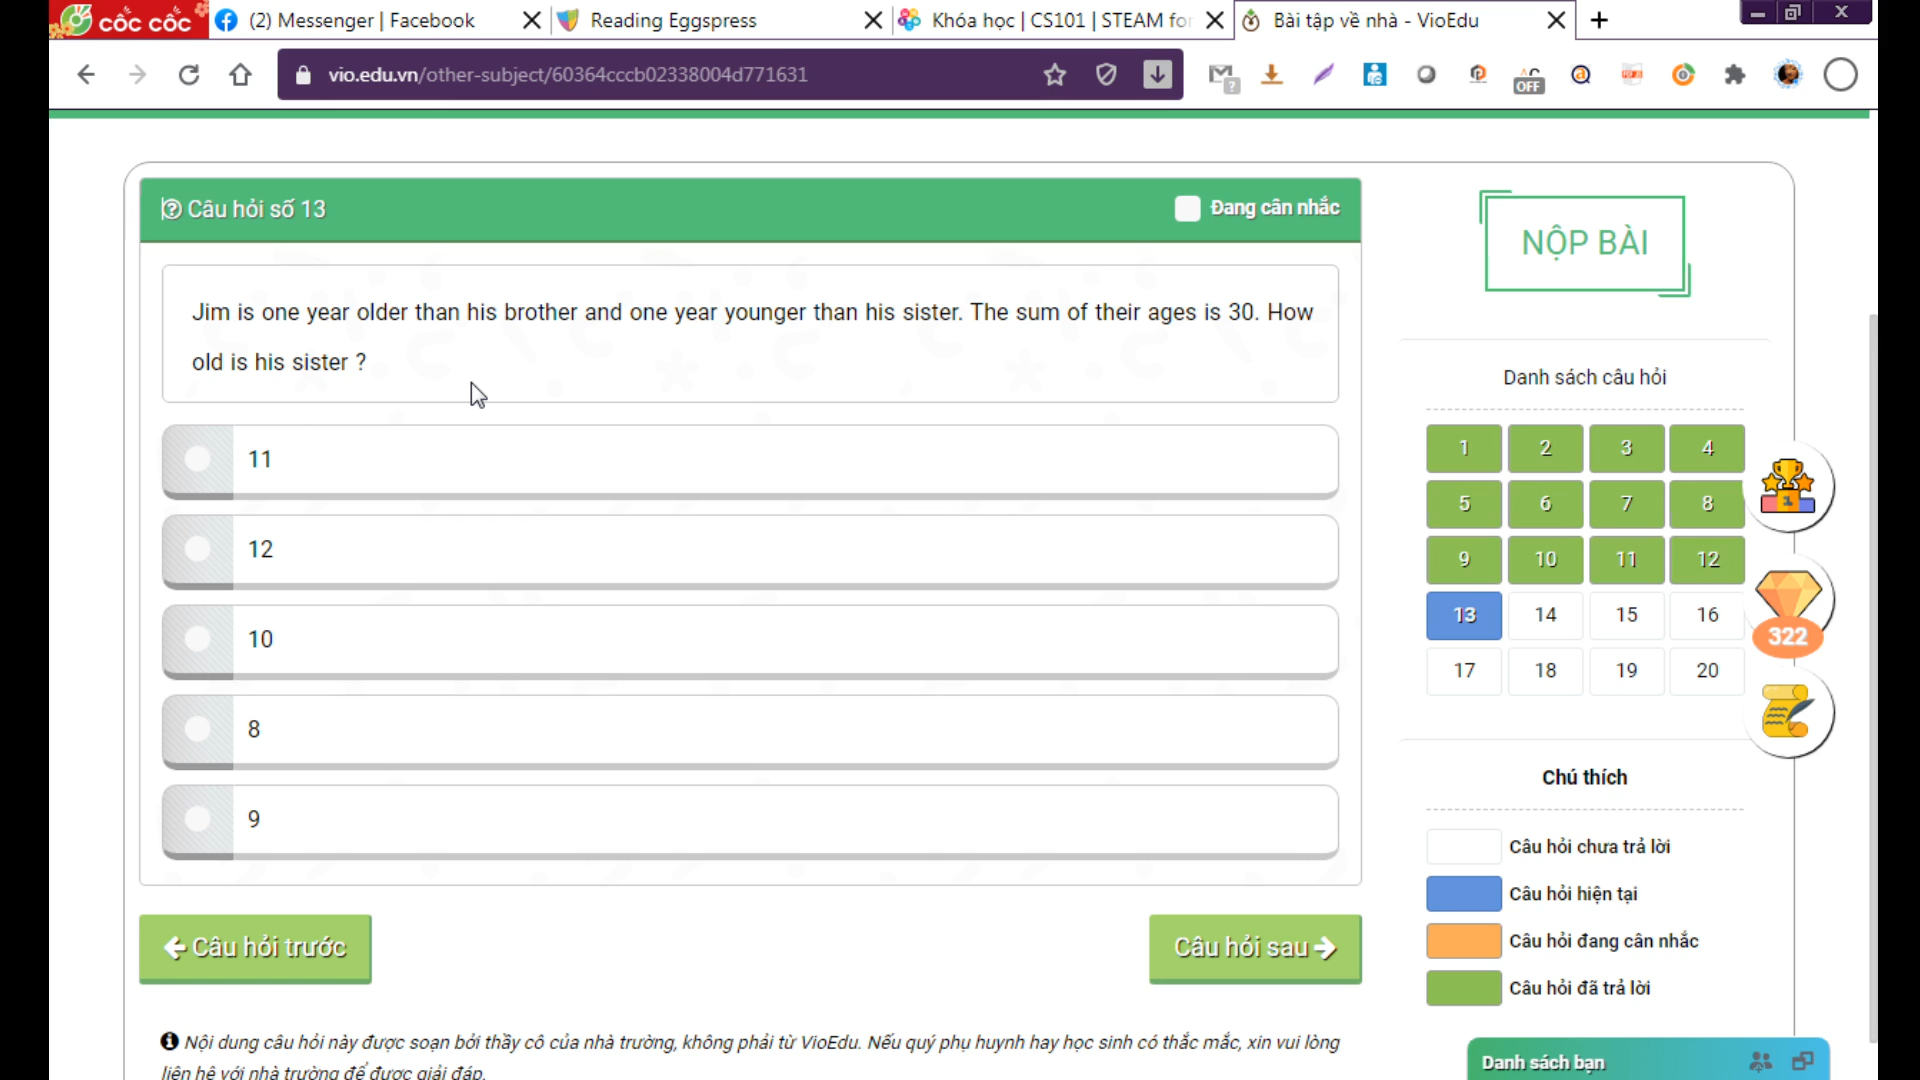 cốc cốc
(2) Messenger | Facebook
Reading Eggspress
Khóa học | CS101 | STEAM for
Bài tập về nhà - VioEdu
vio.edu.vn/other-subject/60364cccb02338004d771631
OFF
Câu hỏi số 13
Đang cân nhắc
Jim is one year older than his brother and one year younger than his sister. The sum of their ages is 30. How
old is his sister ?
11
12
10
8
9
Câu hỏi trước
Câu hỏi sau
Nội dung câu hỏi này được soạn bởi thầy cô của nhà trường, không phải từ VioEdu. Nếu quý phụ huynh hay học sinh có thắc mắc, xin vui lòng
liên hệ với nhà trường để được giải đáp.
NỘP BÀI
Danh sách câu hỏi
1 2 3 4
5 6 7 8
9 10 11 12
13 14 15 16
17 18 19 20
1
322
Chú thích
Câu hỏi chưa trả lời
Câu hỏi hiện tại
Câu hỏi đang cân nhắc
Câu hỏi đã trả lời
Danh sách bạn